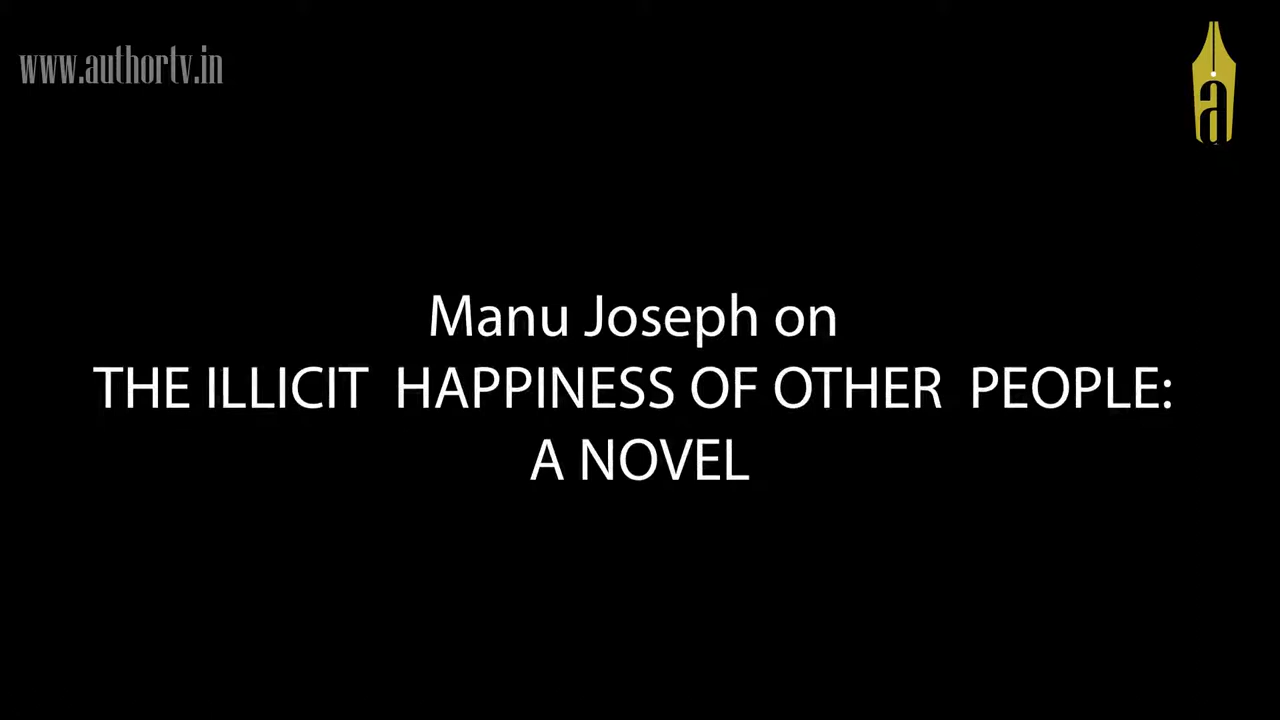 www.authortv.in
a
Manu Joseph on
THE ILLICIT HAPPINESS OF OTHER PEOPLE:
A NOVEL